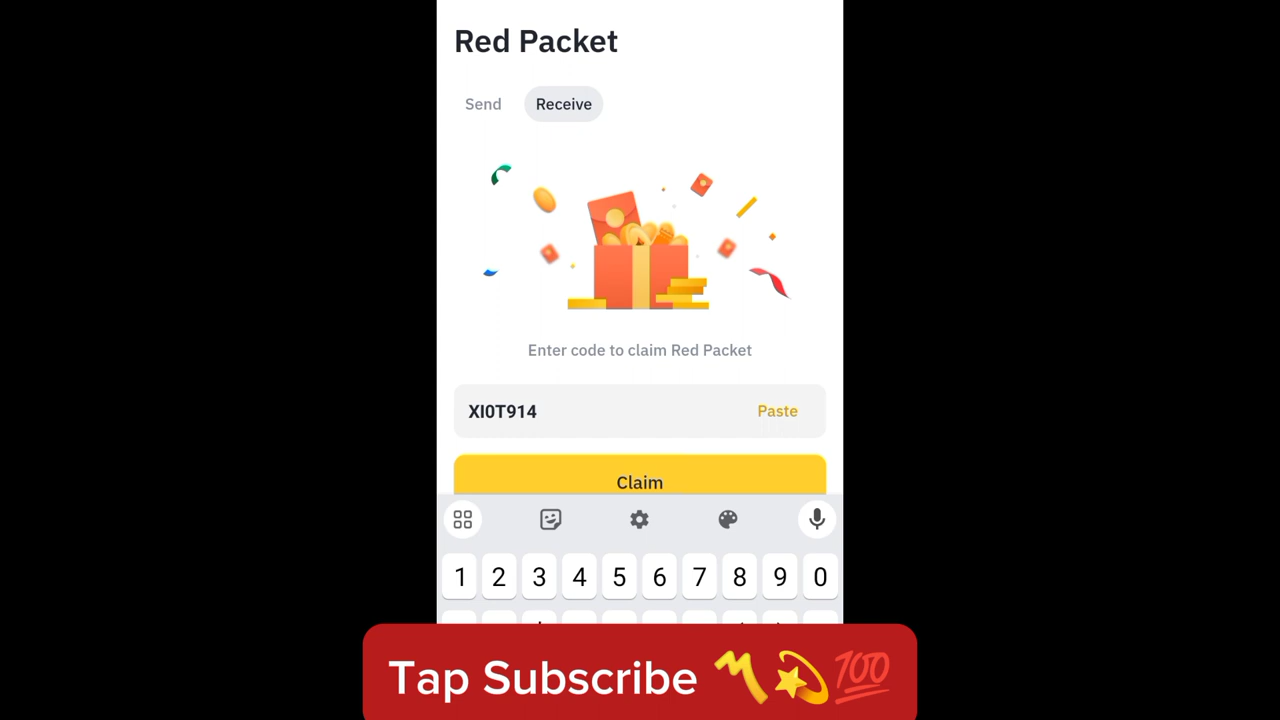 Red Packet
Send Receive
Enter code to claim Red Packet
XI0T914 Paste
Claim
1 2 3 4 5 6 7 8 9 0
Tap Subscribe 〽️💫💯